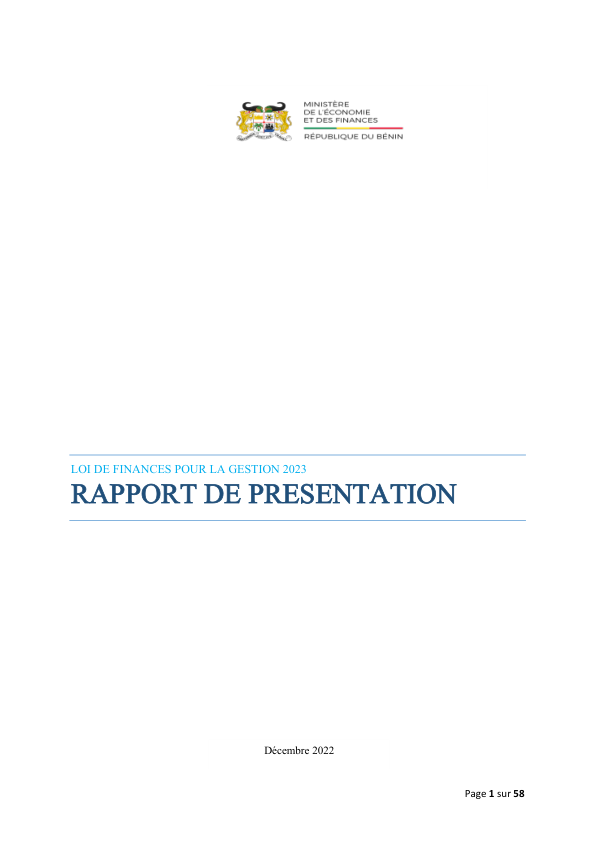 MINISTÈRE
DE L'ÉCONOMIE
ET DES FINANCES
RÉPUBLIQUE DU BÉNIN
LOI DE FINANCES POUR LA GESTION 2023
RAPPORT DE PRESENTATION
Décembre 2022
Page 1 sur 58